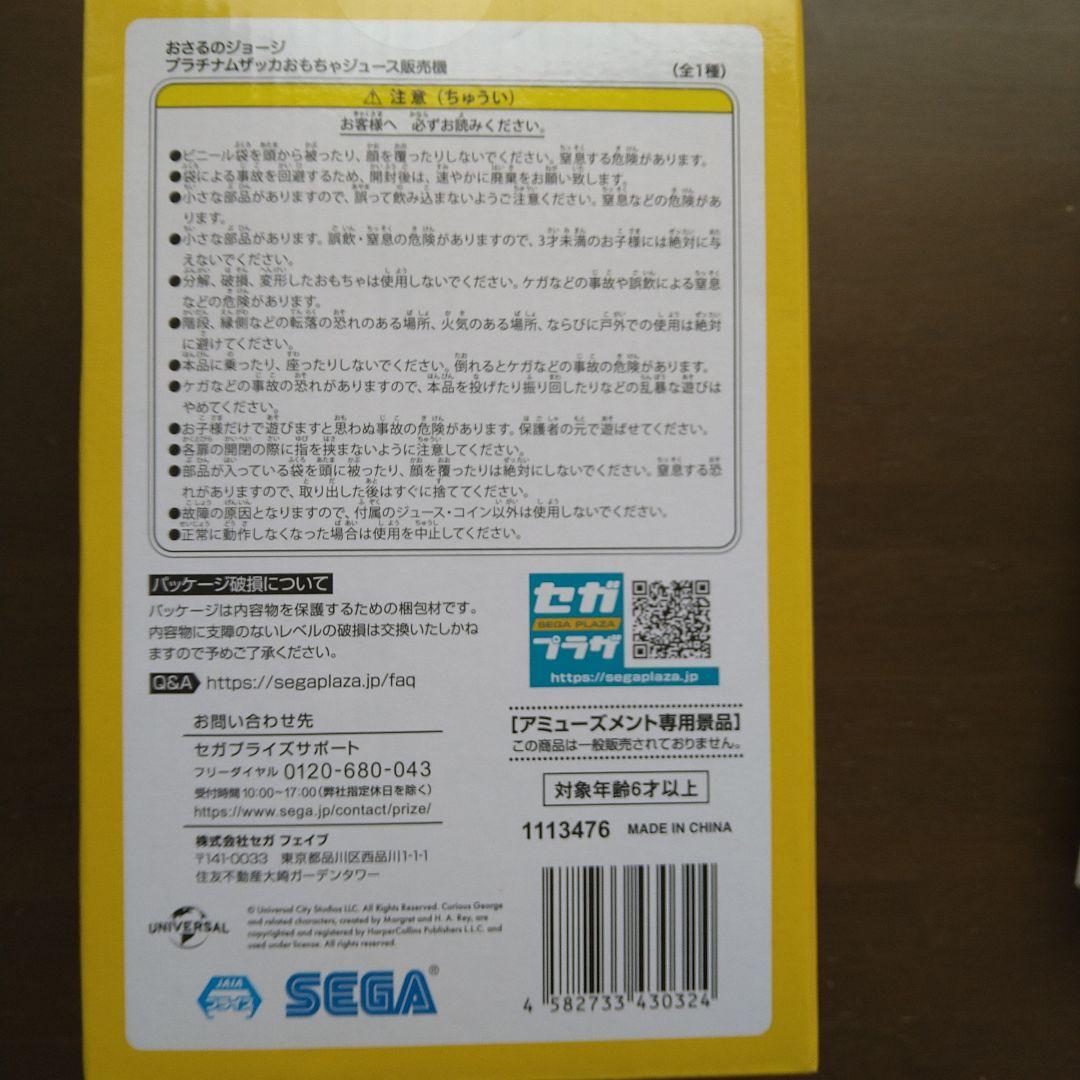 おさるのジョージ
プラチナムザッカおもちゃジュース販売機
(全1種)
⚠ 注意(ちゅうい)
お客様へ 必ずお読みください。
●ビニール袋を頭から被ったり、顔を覆ったりしないでください。窒息する危険があります。
●袋による事故を回避するため、開封後は、速やかに廃棄をお願い致します。
●小さな部品がありますので、誤って飲み込まないようご注意ください。窒息などの危険があ
ります。
●小さな部品があります。誤飲・窒息の危険がありますので、3才未満のお子様には絶対に与
えないでください。
●分解、破損、変形したおもちゃは使用しないでください。ケガなどの事故や誤飲による窒息
などの危険があります。
●階段、縁側などの転落の恐れのある場所、火気のある場所、ならびに戸外での使用は絶対
に避けてください。
●本品に乗ったり、座ったりしないでください。倒れるとケガなどの事故の危険があります。
●ケガなどの事故の恐れがありますので、本品を投げたり振り回したりなどの乱暴な遊びは
やめてください。
●お子様だけで遊びますと思わぬ事故の危険があります。保護者の元で遊ばせてください。
●各扉の開閉の際に指を挟まないように注意してください。
●部品が入っている袋を頭に被ったり、顔を覆ったりは絶対にしないでください。窒息する恐
れがありますので、取り出した後はすぐに捨ててください。
●故障の原因となりますので、付属のジュース・コイン以外は使用しないでください。
●正常に動作しなくなった場合は使用を中止してください。
パッケージ破損について
パッケージは内容物を保護するための梱包材です。
内容物に支障のないレベルの破損は交換いたしかね
ますので予めご了承ください。
Q&A https://segaplaza.jp/faq
セガ
SEGA PLAZA
プラザ
https://segaplaza.jp
お問い合わせ先
セガプライズサポート
フリーダイヤル 0120-680-043
受付時間 10:00~17:00(弊社指定休日を除く)
https://www.sega.jp/contact/prize/
株式会社セガ フェイブ
〒141-0033 東京都品川区西品川1-1-1
住友不動産大崎ガーデンタワー
[アミューズメント専用景品]
この商品は一般販売されておりません。
対象年齢6才以上
1113476 MADE IN CHINA
UNIVERSAL
© Universal City Studios LLC. All Rights Reserved. Curious George
and related characters, created by Margret and H. A. Rey, are
copyrighted and registered by HarperCollins Publishers L.L.C. and
used under license. All rights reserved.
JAIA
プライズ
SEGA®
4 582733 430324